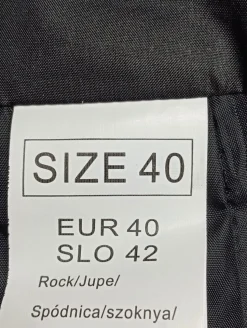 SIZE 40
EUR 40
SLO 42
Rock/Jupe/
Spódnica/szoknya/